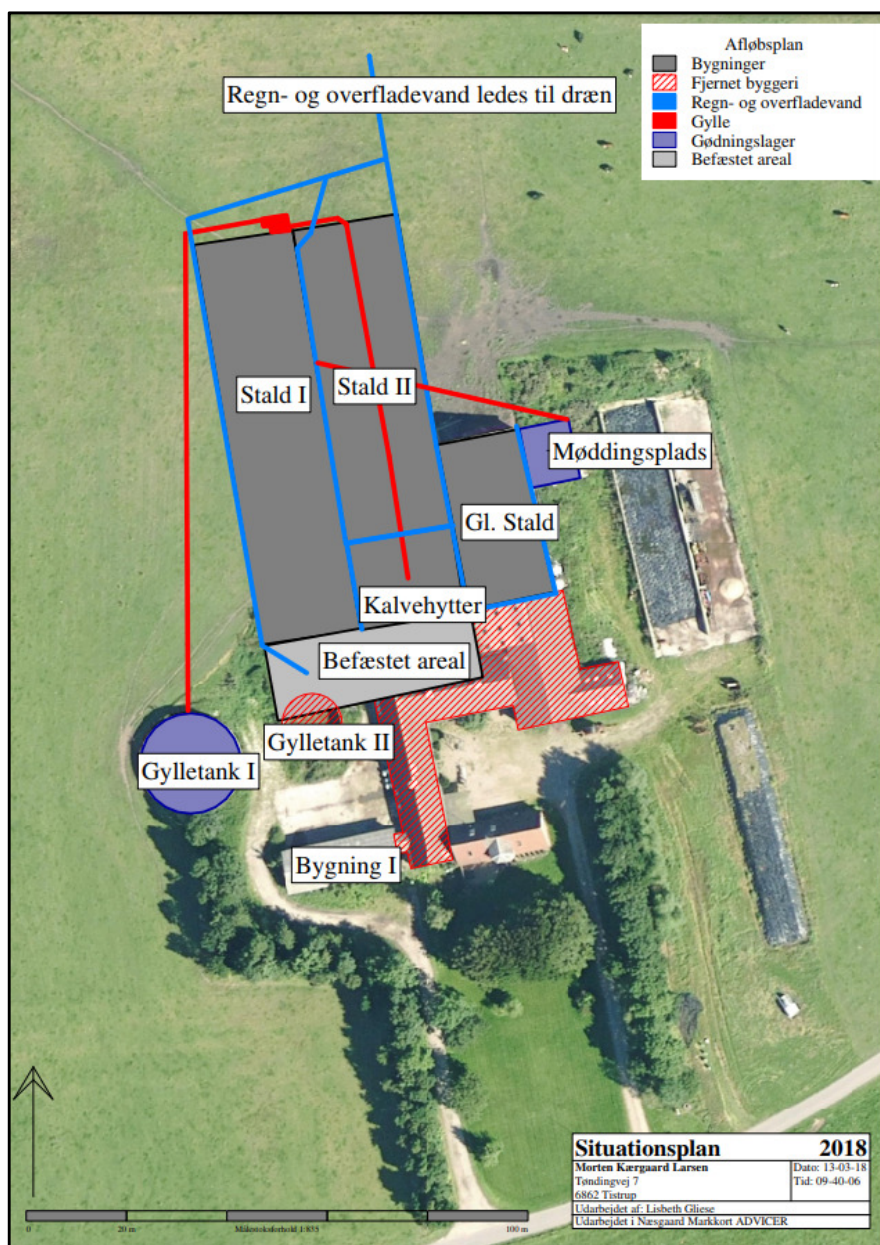 Afløbsplan
Bygninger
Fjernet byggeri
Regn- og overfladevand
Gylle
Gødningslager
Befæstet areal
Regn- og overfladevand ledes til dræn
Stald I
Stald II
Møddingsplads
Gl. Stald
Kalvehytter
Befæstet areal
Gylletank II
Gylletank I
Bygning I
Situationsplan 2018
Morten Kærgaard Larsen
Dato: 13-03-18
Tøndingvej 7
Tid: 09-40-06
6862 Tistrup
Udarbejdet af: Lisbeth Gliese
Udarbejdet i Næsgaard Markkort ADVICER
0 20 m Målestoksforhold 1:835 100 m